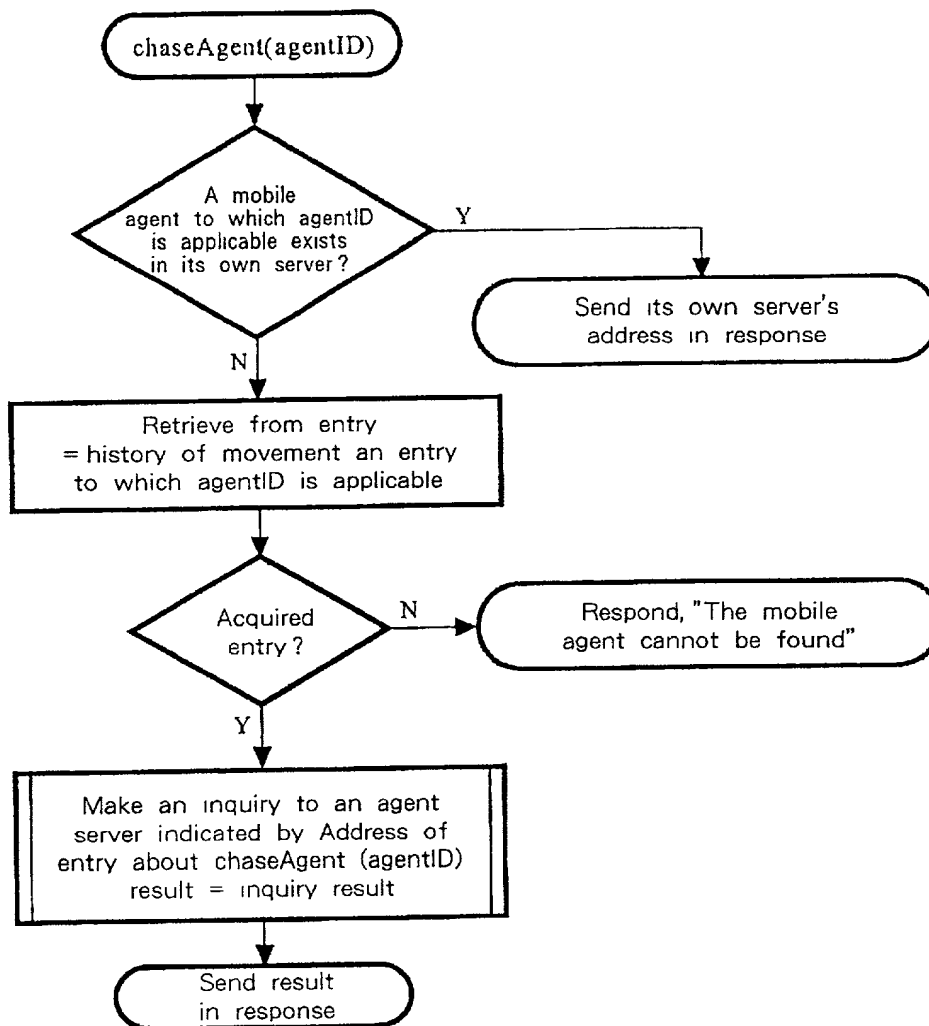 chaseAgent(agentID)
A mobile
agent to which agentID
is applicable exists
in its own server?
Y
Send its own server's
address in response
N
Retrieve from entry
= history of movement an entry
to which agentID is applicable
Acquired
entry?
N
Respond, "The mobile
agent cannot be found"
Y
Make an inquiry to an agent
server indicated by Address of
entry about chaseAgent (agentID)
result = inquiry result
Send result
in response